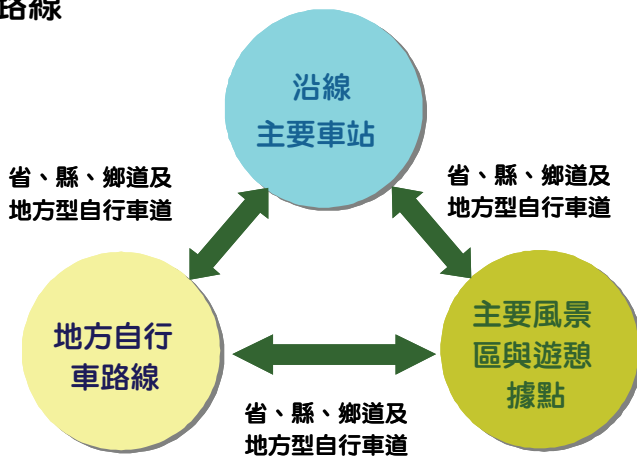 路線
沿線
主要車站
省、縣、鄉道及
地方型自行車道
省、縣、鄉道及
地方型自行車道
地方自行
車路線
主要風景
區與遊憩
據點
省、縣、鄉道及
地方型自行車道